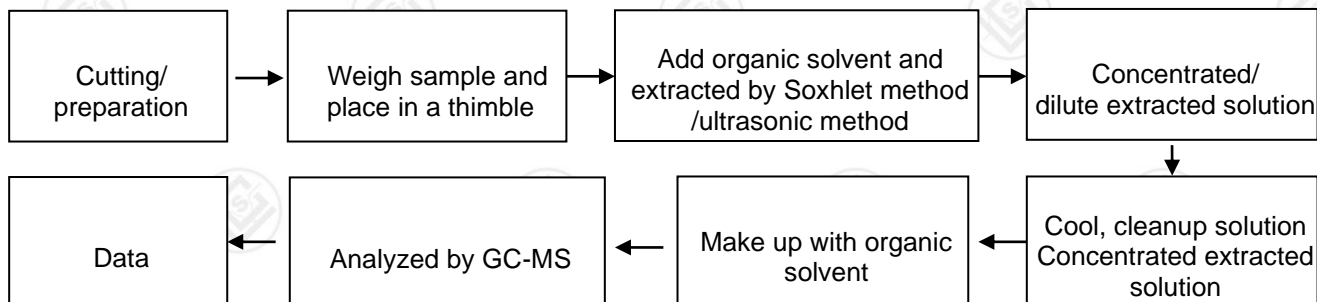 Cutting/
preparation
Weigh sample and
place in a thimble
Add organic solvent and
extracted by Soxhlet method
/ultrasonic method
Concentrated/
dilute extracted solution
Cool, cleanup solution
Concentrated extracted
solution
Make up with organic
solvent
Analyzed by GC-MS
Data